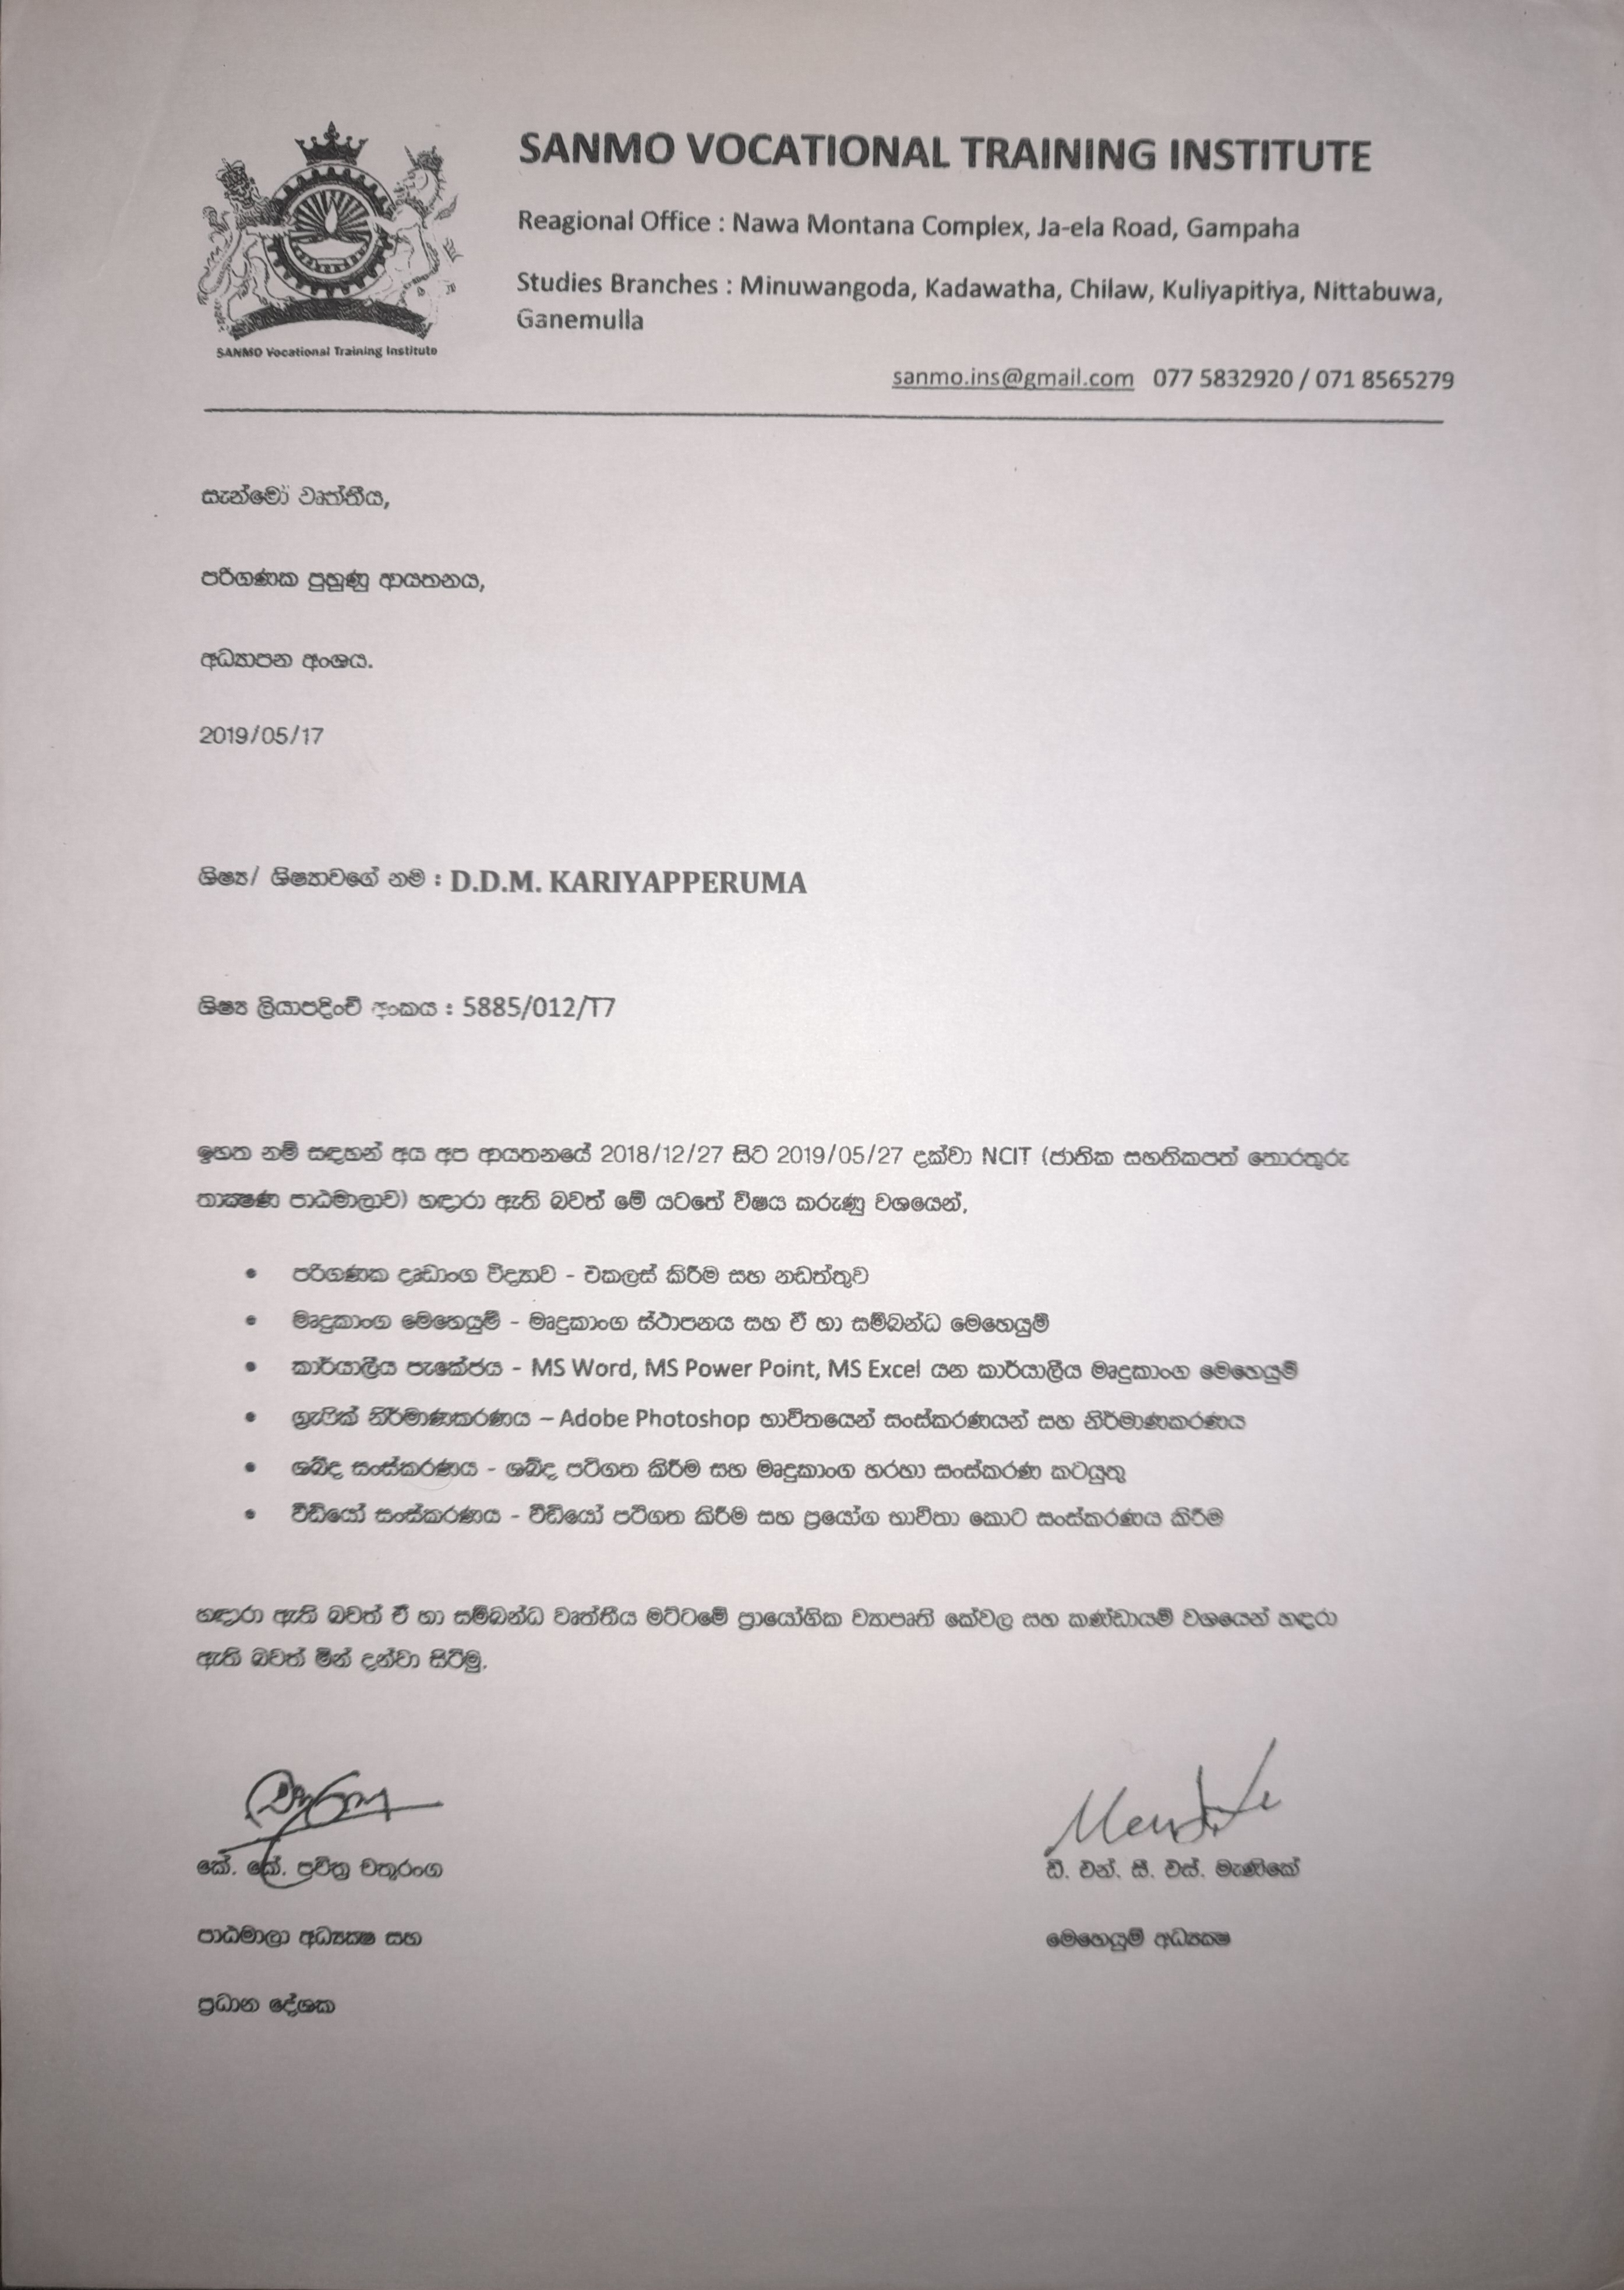 SANMO VOCATIONAL TRAINING INSTITUTE
Reagional Office : Nawa Montana Complex, Ja-ela Road, Gampaha
Studies Branches : Minuwangoda, Kadawatha, Chilaw, Kuliyapitiya, Nittabuwa,
Ganemulla
SANMO Vocational Training Institute
sanmo.ins@gmail.com 077 5832920 / 071 8565279
සැන්මෝ වෘත්තීය,
පරිගණක පුහුණු ආයතනය,
අධ්‍යාපන අංශය.
2019/05/17
ශිෂ්‍ය/ ශිෂ්‍යාවගේ නම : D.D.M. KARIYAPPERUMA
ශිෂ්‍ය ලියාපදිංචි අංකය : 5885/012/T7
ඉහත නම් සඳහන් අය අප ආයතනයේ 2018/12/27 සිට 2019/05/27 දක්වා NCIT (ජාතික සහතිකපත් තොරතුරු
තාක්‍ෂණ පාඨමාලාව) හඳාරා ඇති බවත් මේ යටතේ විෂය කරුණු වශයෙන්,
• පරිගණක දෘඩාංග විද්‍යාව - එකලස් කිරීම සහ නඩත්තුව
• මෘදුකාංග මෙහෙයුම් - මෘදුකාංග ස්ථාපනය සහ ඒ හා සම්බන්ධ මෙහෙයුම්
• කාර්යාලීය පැකේජය - MS Word, MS Power Point, MS Excel යන කාර්යාලීය මෘදුකාංග මෙහෙයුම්
• ග්‍රැෆික් නිර්මාණකරණය – Adobe Photoshop භාවිතයෙන් සංස්කරණයන් සහ නිර්මාණකරණය
• ශබ්ද සංස්කරණය - ශබ්ද පටිගත කිරීම සහ මෘදුකාංග හරහා සංස්කරණ කටයුතු
• වීඩියෝ සංස්කරණය - වීඩියෝ පටිගත කිරීම සහ ප්‍රයෝග භාවිතා කොට සංස්කරණය කිරීම
හඳාරා ඇති බවත් ඒ හා සම්බන්ධ වෘත්තීය මට්ටමේ ප්‍රායෝගික ව්‍යාපෘති කේවල සහ කණ්ඩායම් වශයෙන් හඳුරා
ඇති බවත් මින් දන්වා සිටිමු.
කේ. කේ. පවිත්‍ර චතුරංග
ඩී. එන්. සී. එස්. මැණිකේ
පාඨමාලා අධ්‍යක්‍ෂ සහ
මෙහෙයුම් අධ්‍යක්‍ෂ
ප්‍රධාන දේශක